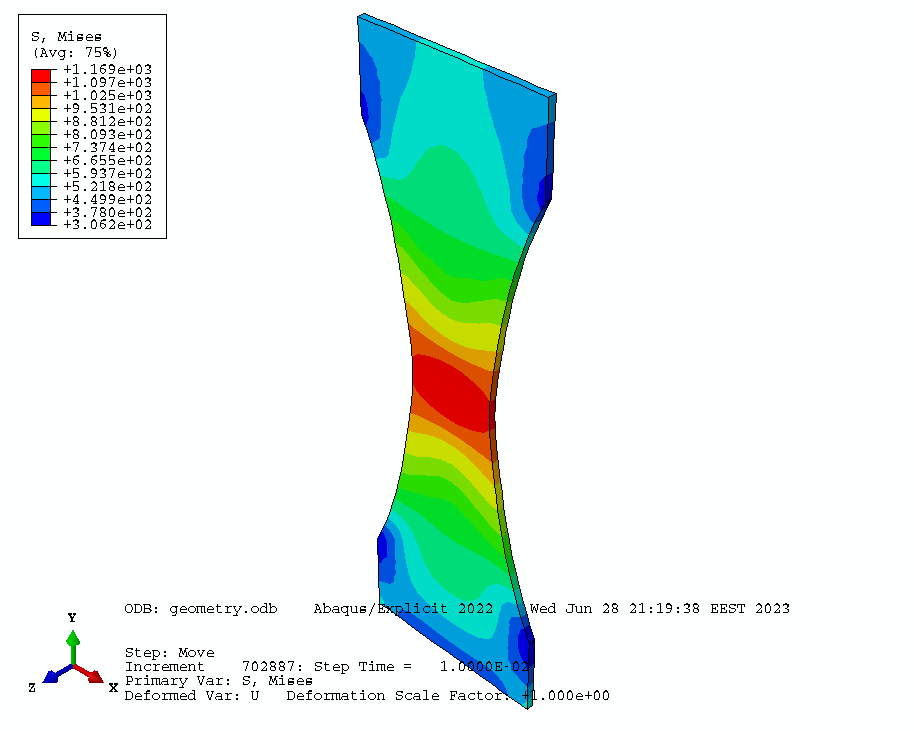 S, Mises
(Avg: 75%)
+1.169e+03
+1.097e+03
+1.025e+03
+9.531e+02
+8.812e+02
+8.093e+02
+7.374e+02
+6.655e+02
+5.937e+02
+5.218e+02
+4.499e+02
+3.780e+02
+3.062e+02
ODB: geometry.odb    Abaqus/Explicit 2022    Wed Jun 28 21:19:38 EEST 2023
Y
Z
X
Step: Move
Increment    702887: Step Time =    1.0000E-02
Primary Var: S, Mises
Deformed Var: U   Deformation Scale Factor: +1.000e+00